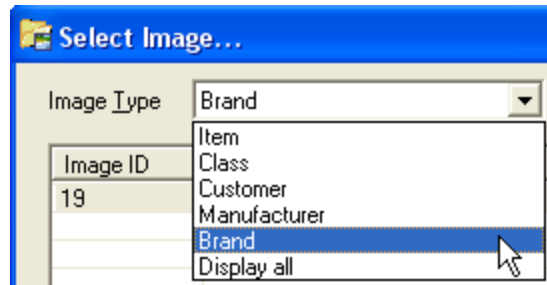 Select Image...
Image Type Brand
Item
Class
Customer
Manufacturer
Brand
Display all
Image ID
19